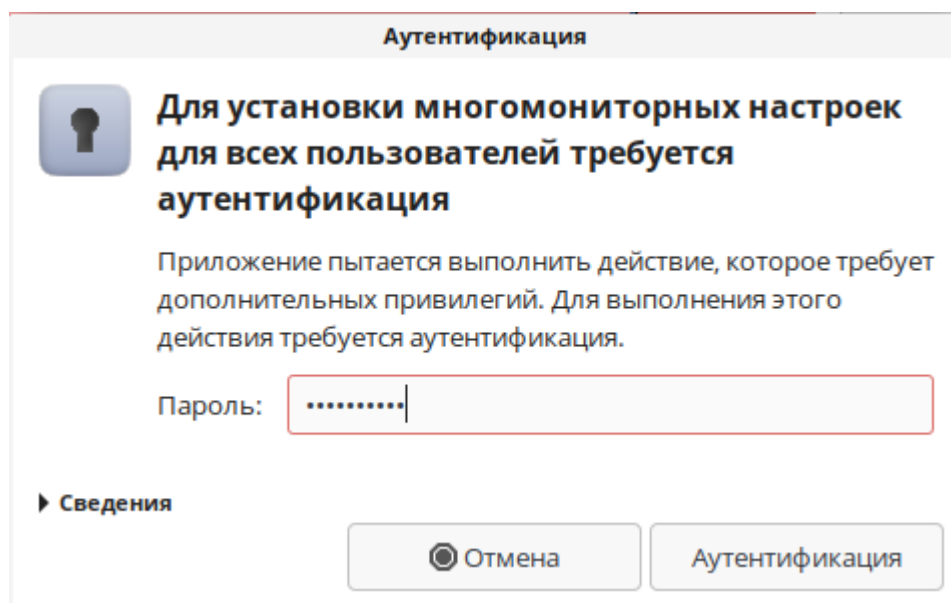 Аутентификация
Для установки многомониторных настроек
для всех пользователей требуется
аутентификация
Приложение пытается выполнить действие, которое требует
дополнительных привилегий. Для выполнения этого
действия требуется аутентификация.
Пароль: ••••••••••
Сведения
Отмена Аутентификация